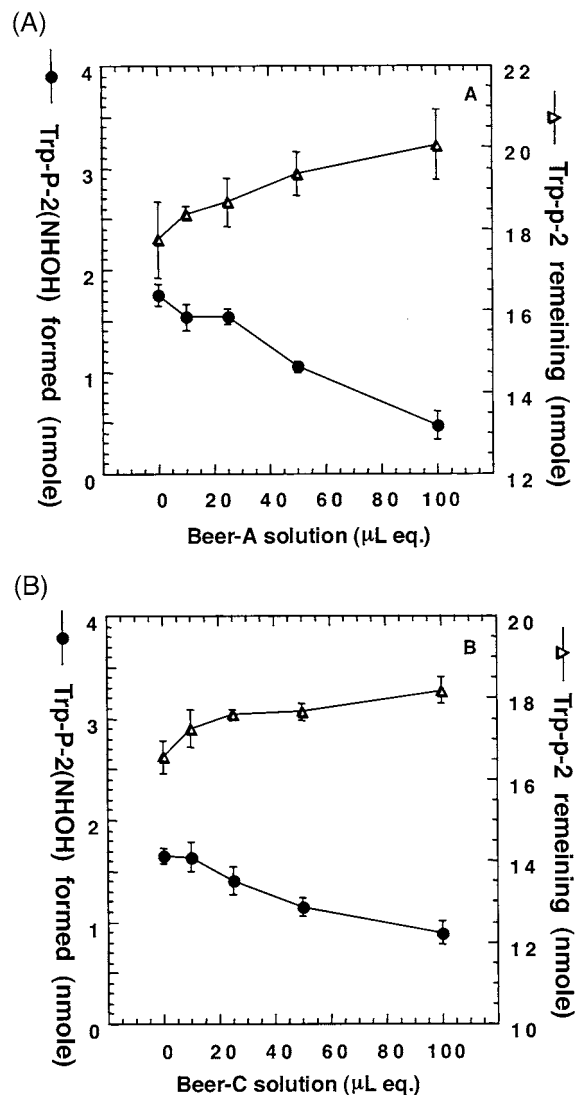 (A)
Trp-P-2(NHOH) formed (nmole)
4
3
2
1
0
A
22
20
18
16
14
12
Trp-p-2 remeining (nmole)
0 20 40 60 80 100
Beer-A solution (µL eq.)
(B)
Trp-P-2(NHOH) formed (nmole)
4
3
2
1
0
B
20
18
16
14
12
10
Trp-p-2 remeining (nmole)
0 20 40 60 80 100
Beer-C solution (µL eq.)